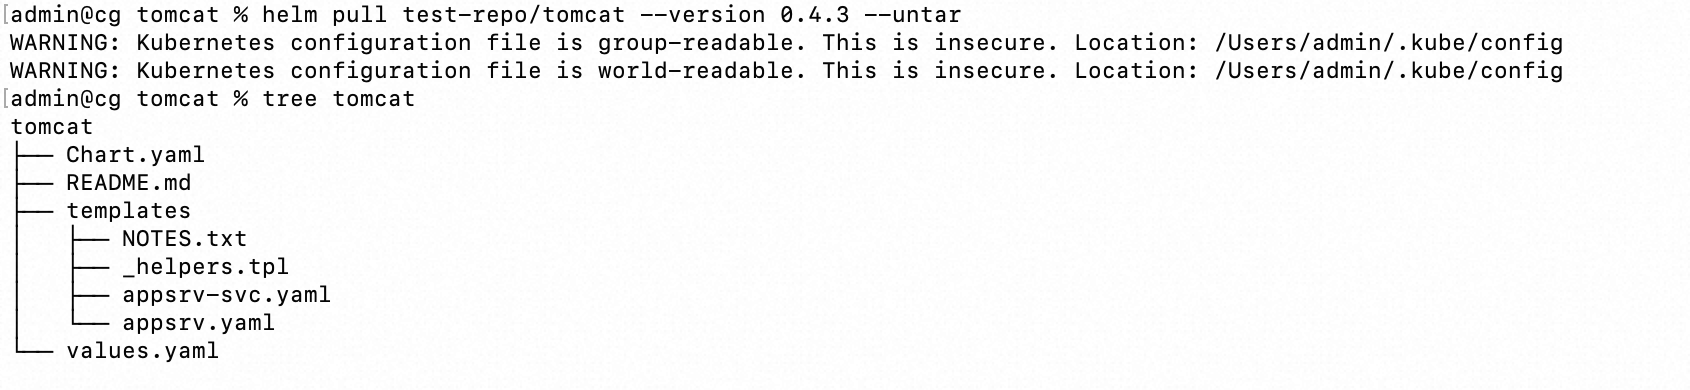 [admin@cg tomcat % helm pull test-repo/tomcat --version 0.4.3 --untar
WARNING: Kubernetes configuration file is group-readable. This is insecure. Location: /Users/admin/.kube/config
WARNING: Kubernetes configuration file is world-readable. This is insecure. Location: /Users/admin/.kube/config
[admin@cg tomcat % tree tomcat
tomcat
├── Chart.yaml
├── README.md
├── templates
│   ├── NOTES.txt
│   ├── _helpers.tpl
│   ├── appsrv-svc.yaml
│   └── appsrv.yaml
└── values.yaml